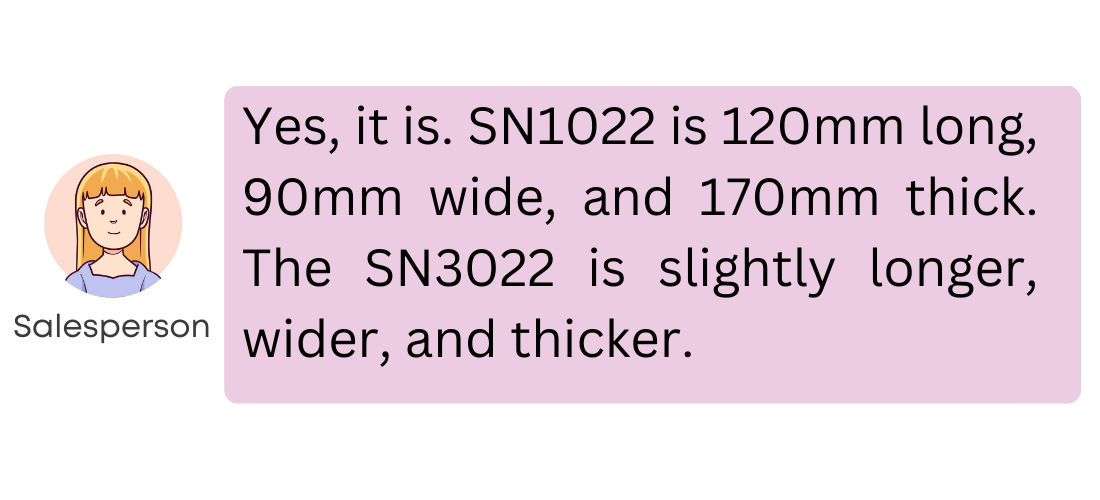 Yes, it is. SN1022 is 120mm long,
90mm wide, and 170mm thick.
The SN3022 is slightly longer,
wider, and thicker.
Salesperson